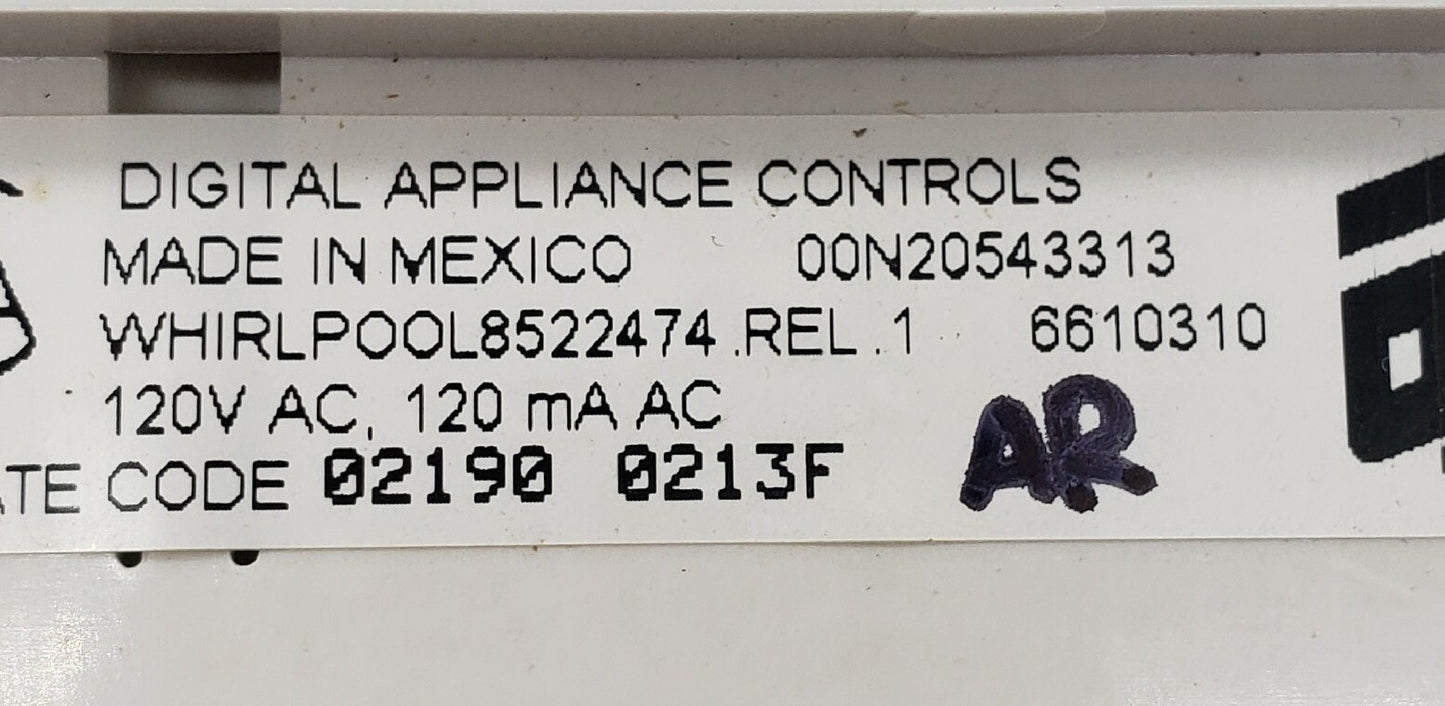 DIGITAL APPLIANCE CONTROLS
MADE IN MEXICO 00N20543313
WHIRLPOOL8522474.REL.1 6610310
120V AC, 120 mA AC
CODE 02190 0213F
AR